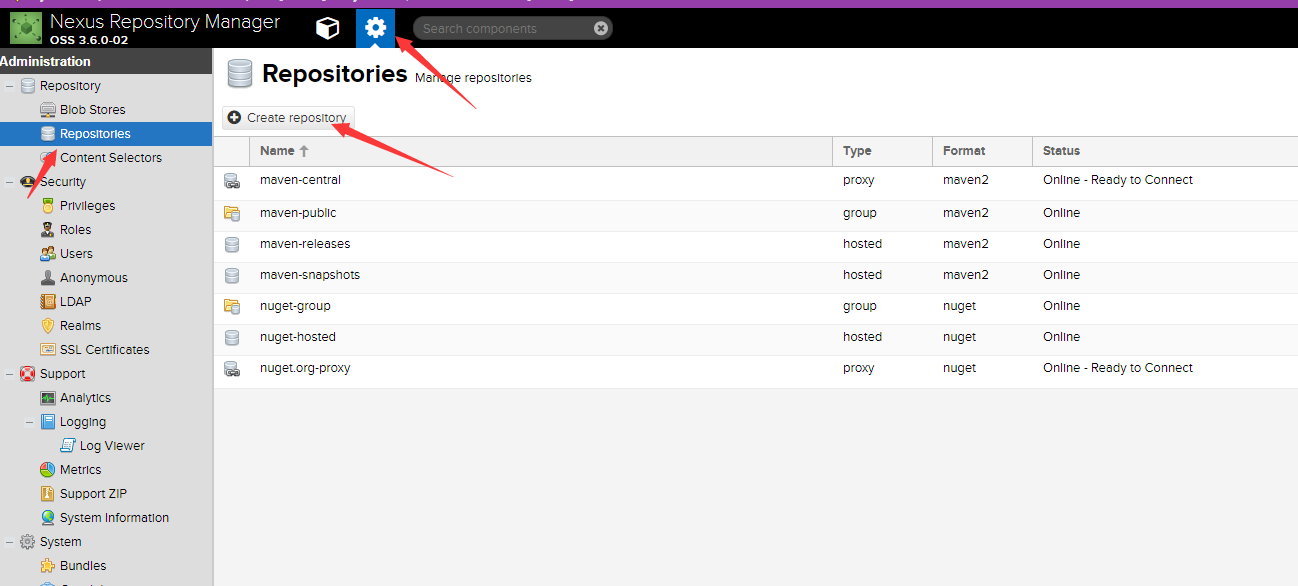 Nexus Repository Manager
OSS 3.6.0-02
Search components
Administration
Repository
Blob Stores
Repositories
Content Selectors
Security
Privileges
Roles
Users
Anonymous
LDAP
Realms
SSL Certificates
Support
Analytics
Logging
Log Viewer
Metrics
Support ZIP
System Information
System
Bundles
Repositories Manage repositories
Create repository
Name Type Format Status
maven-central proxy maven2 Online - Ready to Connect
maven-public group maven2 Online
maven-releases hosted maven2 Online
maven-snapshots hosted maven2 Online
nuget-group group nuget Online
nuget-hosted hosted nuget Online
nuget.org-proxy proxy nuget Online - Ready to Connect